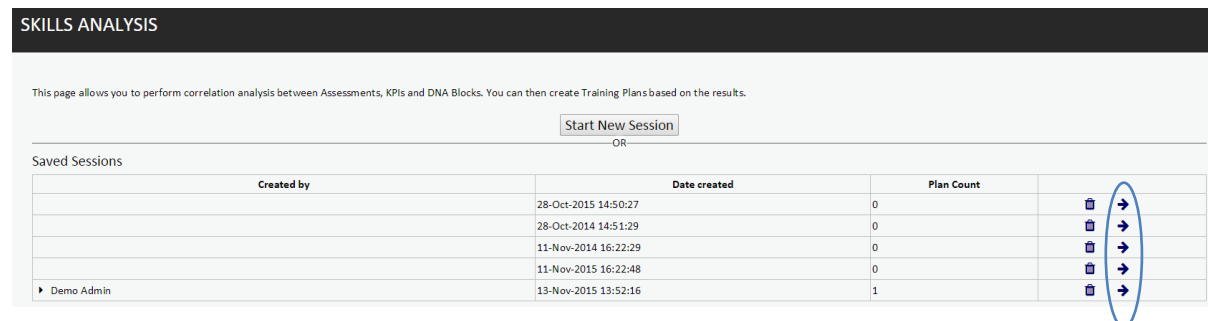 SKILLS ANALYSIS
This page allows you to perform correlation analysis between Assessments, KPIs and DNA Blocks. You can then create Training Plans based on the results.
Start New Session
OR
Saved Sessions
Created by Date created Plan Count
28-Oct-2015 14:50:27 0
28-Oct-2014 14:51:29 0
11-Nov-2014 16:22:29 0
11-Nov-2015 16:22:48 0
Demo Admin 13-Nov-2015 13:52:16 1